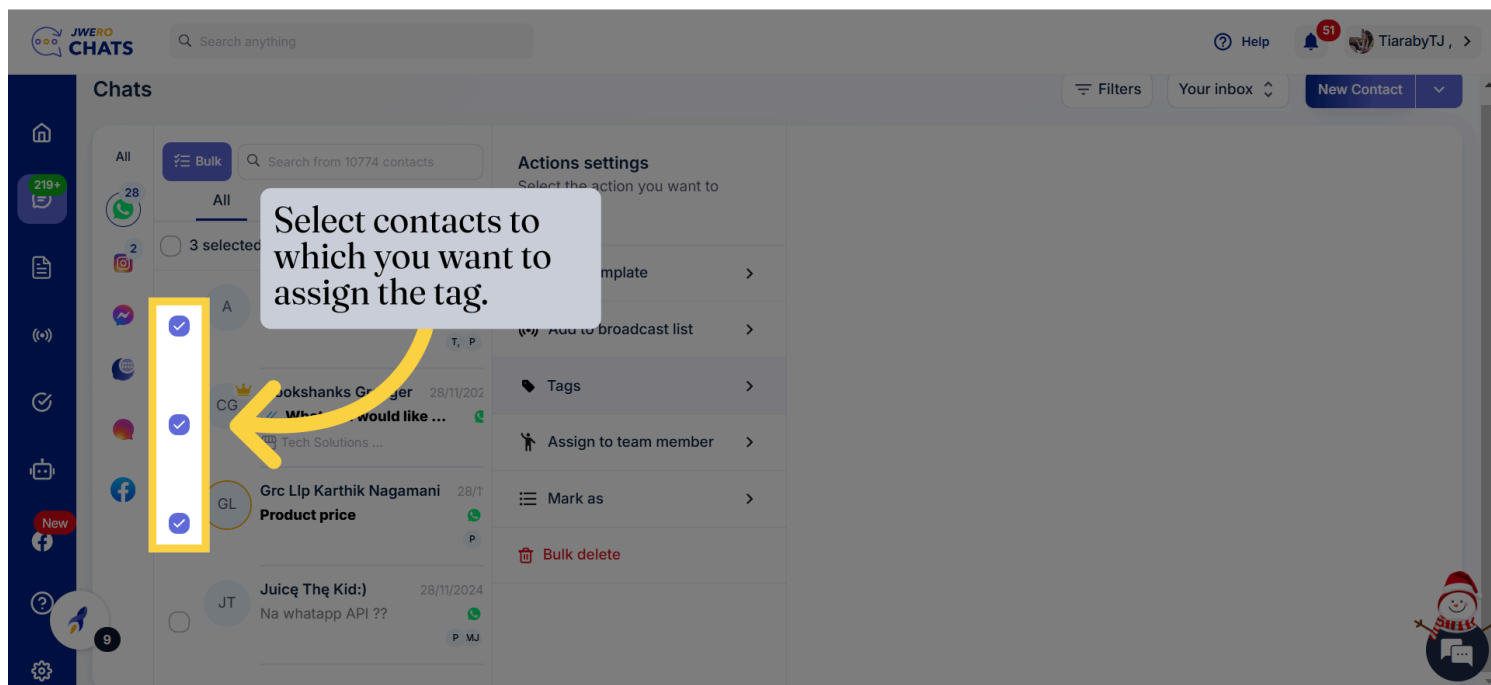 JWERO
CHATS
Search anything
Help
51
TiarabyTJ ,
Chats
Filters
Your inbox
New Contact
All
Bulk
Search from 10774 contacts
219+
28
All
3 selected
2
Actions settings
Select the action you want to
Select contacts to
which you want to
assign the tag.
A
T, P
CG
28/11/202
would like ...
Tech Solutions ...
GL
Grc Llp Karthik Nagamani 28/1
Product price
P
JT
Juicę Thę Kid:) 28/11/2024
Na whatapp API ??
P MJ
Add to broadcast list
Tags
Assign to team member
Mark as
Bulk delete
New
9